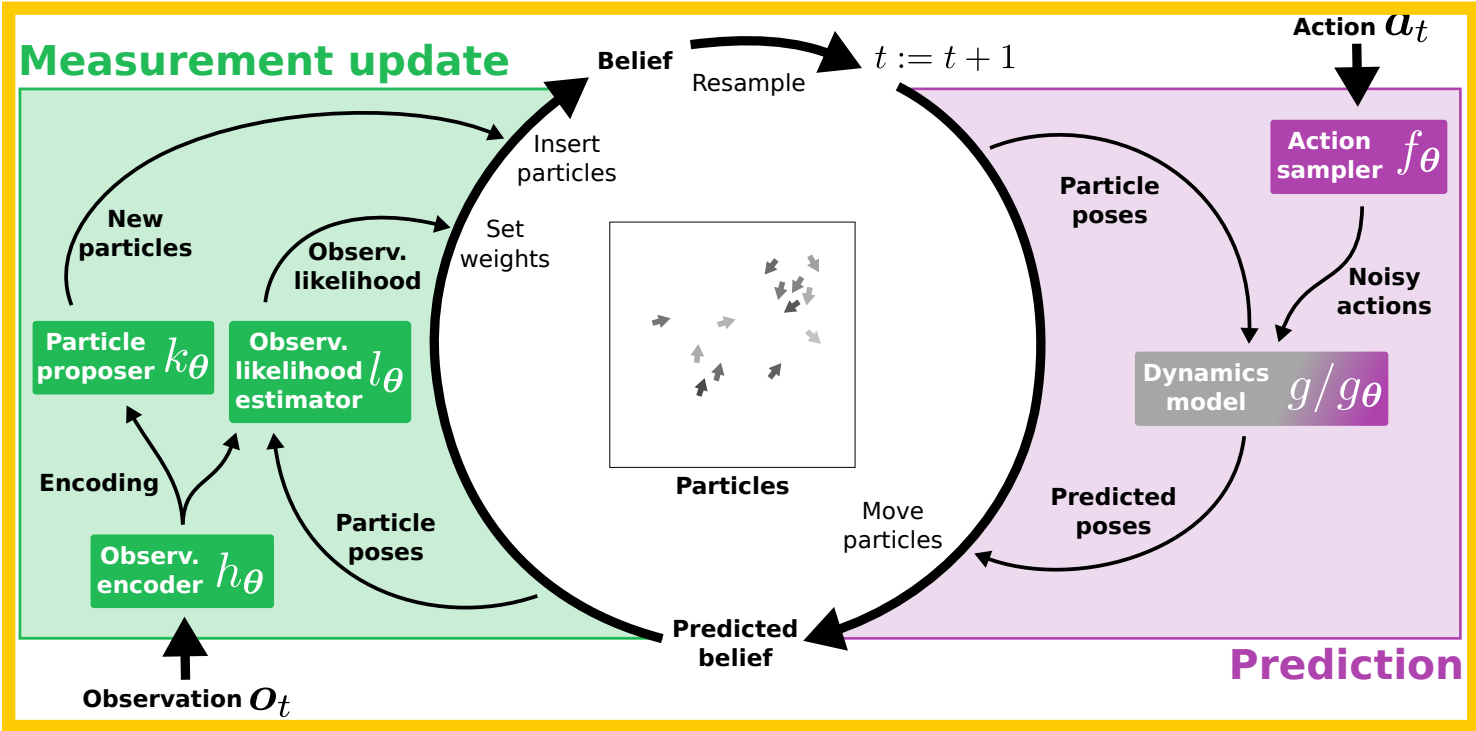 Measurement update
Belief
Resample
t := t + 1
Action a_t
Insert
particles
Set
weights
New
particles
Observ.
likelihood
Particle
proposer k_θ
Observ.
likelihood
estimator l_θ
Encoding
Observ.
encoder h_θ
Particle
poses
Observation o_t
Particles
Move
particles
Predicted
belief
Particle
poses
Action
sampler f_θ
Noisy
actions
Dynamics
model g/g_θ
Predicted
poses
Prediction